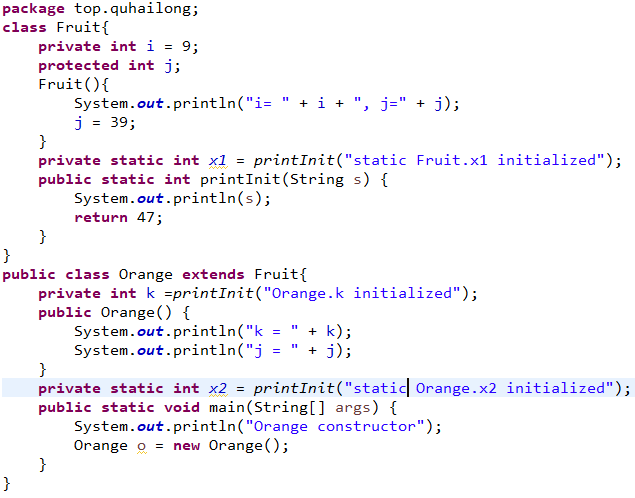 package top.quhailong;
class Fruit{
    private int i = 9;
    protected int j;
    Fruit(){
        System.out.println("i= " + i + ", j=" + j);
        j = 39;
    }
    private static int x1 = printInit("static Fruit.x1 initialized");
    public static int printInit(String s) {
        System.out.println(s);
        return 47;
    }
}
public class Orange extends Fruit{
    private int k =printInit("Orange.k initialized");
    public Orange() {
        System.out.println("k = " + k);
        System.out.println("j = " + j);
    }
    private static int x2 = printInit("static Orange.x2 initialized");
    public static void main(String[] args) {
        System.out.println("Orange constructor");
        Orange o = new Orange();
    }
}